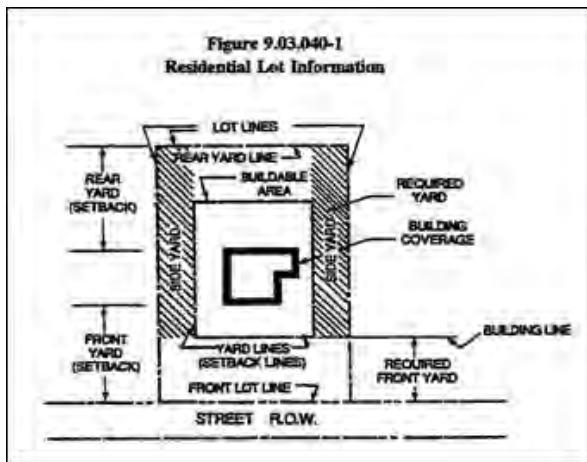 Figure 9.03.040-1
Residential Lot Information
LOT LINES
REAR YARD LINE
BUILDABLE
AREA
REAR
YARD
(SETBACK)
REQUIRED
YARD
BUILDING
COVERAGE
SIDE YARD
SIDE YARD
FRONT
YARD
(SETBACK)
YARD LINES
(SETBACK LINES)
BUILDING LINE
REQUIRED
FRONT YARD
FRONT LOT LINE
STREET R.O.W.